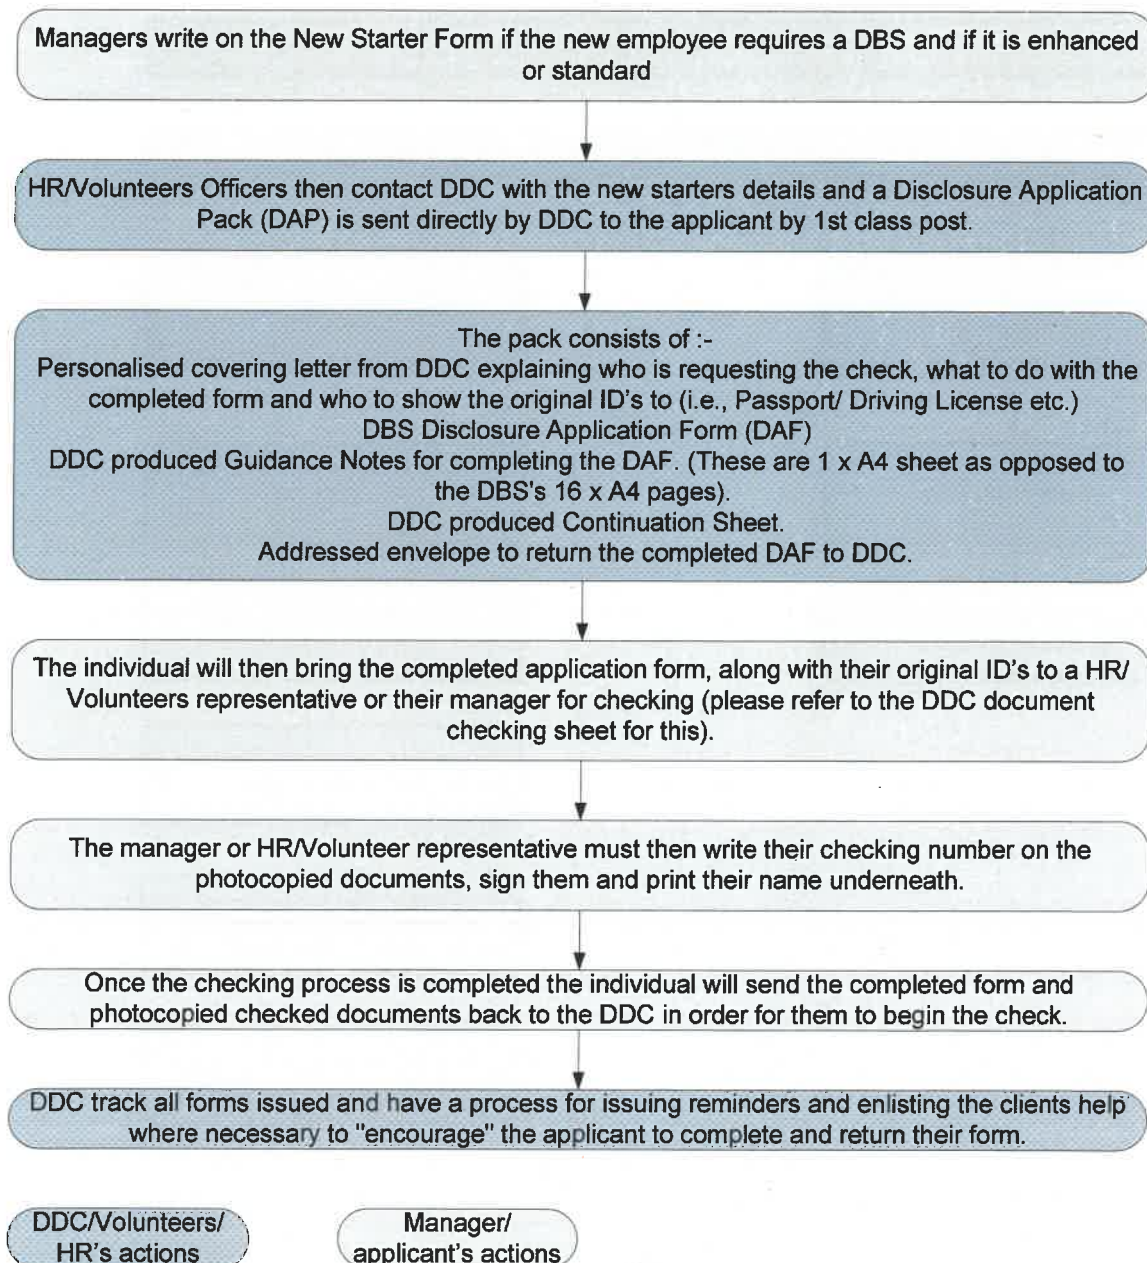 Managers write on the New Starter Form if the new employee requires a DBS and if it is enhanced
or standard
HR/Volunteers Officers then contact DDC with the new starters details and a Disclosure Application
Pack (DAP) is sent directly by DDC to the applicant by 1st class post.
The pack consists of :-
Personalised covering letter from DDC explaining who is requesting the check, what to do with the
completed form and who to show the original ID's to (i.e., Passport/ Driving License etc.)
DBS Disclosure Application Form (DAF)
DDC produced Guidance Notes for completing the DAF. (These are 1 x A4 sheet as opposed to
the DBS's 16 x A4 pages).
DDC produced Continuation Sheet.
Addressed envelope to return the completed DAF to DDC.
The individual will then bring the completed application form, along with their original ID's to a HR/
Volunteers representative or their manager for checking (please refer to the DDC document
checking sheet for this).
The manager or HR/Volunteer representative must then write their checking number on the
photocopied documents, sign them and print their name underneath.
Once the checking process is completed the individual will send the completed form and
photocopied checked documents back to the DDC in order for them to begin the check.
DDC track all forms issued and have a process for issuing reminders and enlisting the clients help
where necessary to "encourage" the applicant to complete and return their form.
DDC/Volunteers/
HR's actions
Manager/
applicant's actions